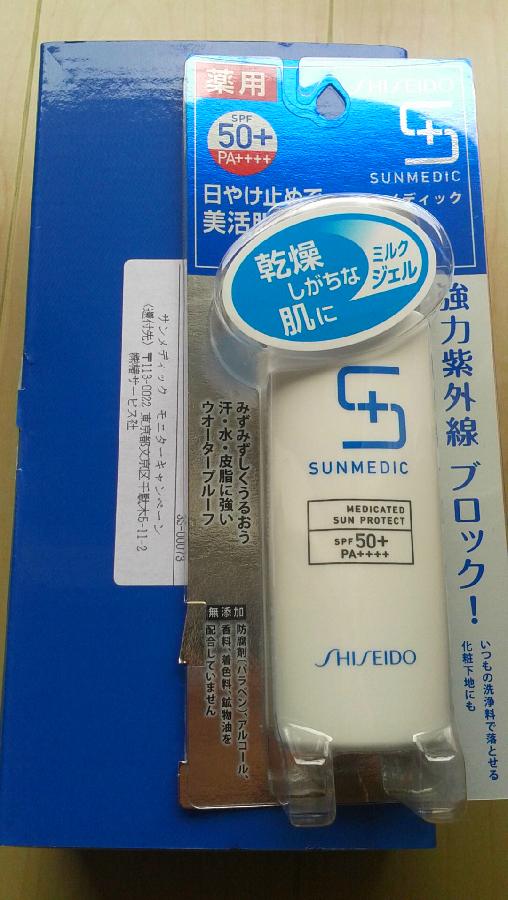 薬用
SHISEIDO
SPF
50+
PA++++
SUNMEDIC
日やけ止めで
メディック
美活肌
乾燥
しがちな
肌に
ミルク
ジェル
強力紫外線 ブロック!
SUNMEDIC
MEDICATED
SUN PROTECT
SPF 50+
PA++++
SHISEIDO
みずみずしくうるおう
汗・水・皮脂に強い
ウオータープルーフ
無添加
防腐剤(パラベン)、アルコール、
香料、着色料、鉱物油を
配合していません
いつもの洗浄料で落とせる
化粧下地にも
サンメディック モニターキャンペーン
(還付先) 〒113-0022 東京都文京区千駄木5-11-2
サービス社